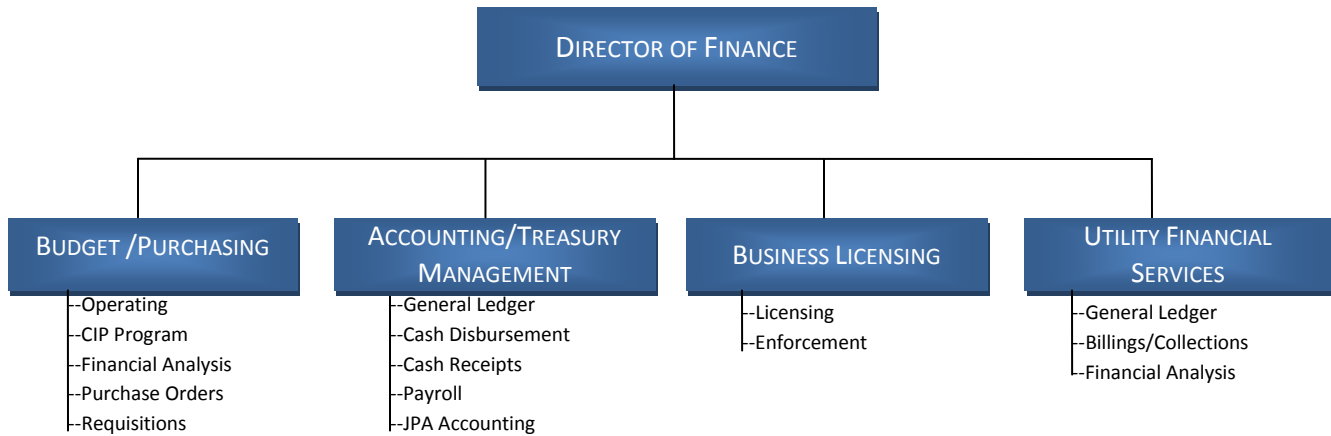 DIRECTOR OF FINANCE
BUDGET /PURCHASING
--Operating
--CIP Program
--Financial Analysis
--Purchase Orders
--Requisitions
ACCOUNTING/TREASURY
MANAGEMENT
--General Ledger
--Cash Disbursement
--Cash Receipts
--Payroll
--JPA Accounting
BUSINESS LICENSING
--Licensing
--Enforcement
UTILITY FINANCIAL
SERVICES
--General Ledger
--Billings/Collections
--Financial Analysis